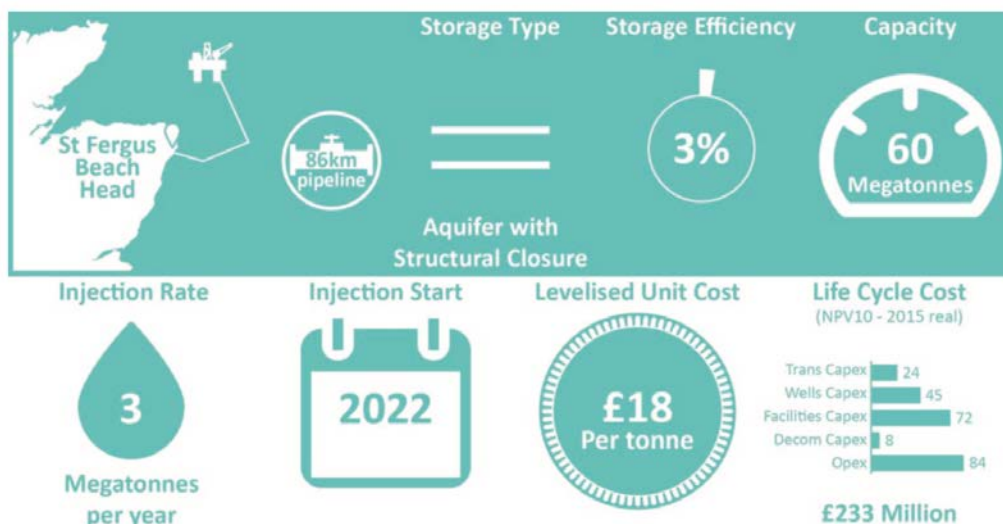 Storage Type
Storage Efficiency
Capacity
St Fergus
Beach
Head
86km
pipeline
3%
60
Megatonnes
Aquifer with
Structural Closure
Injection Rate
Injection Start
Levelised Unit Cost
Life Cycle Cost
(NPV10 - 2015 real)
3
Megatonnes
per year
2022
£18
Per tonne
Trans Capex 24
Wells Capex 45
Facilities Capex 72
Decom Capex 8
Opex 84
£233 Million